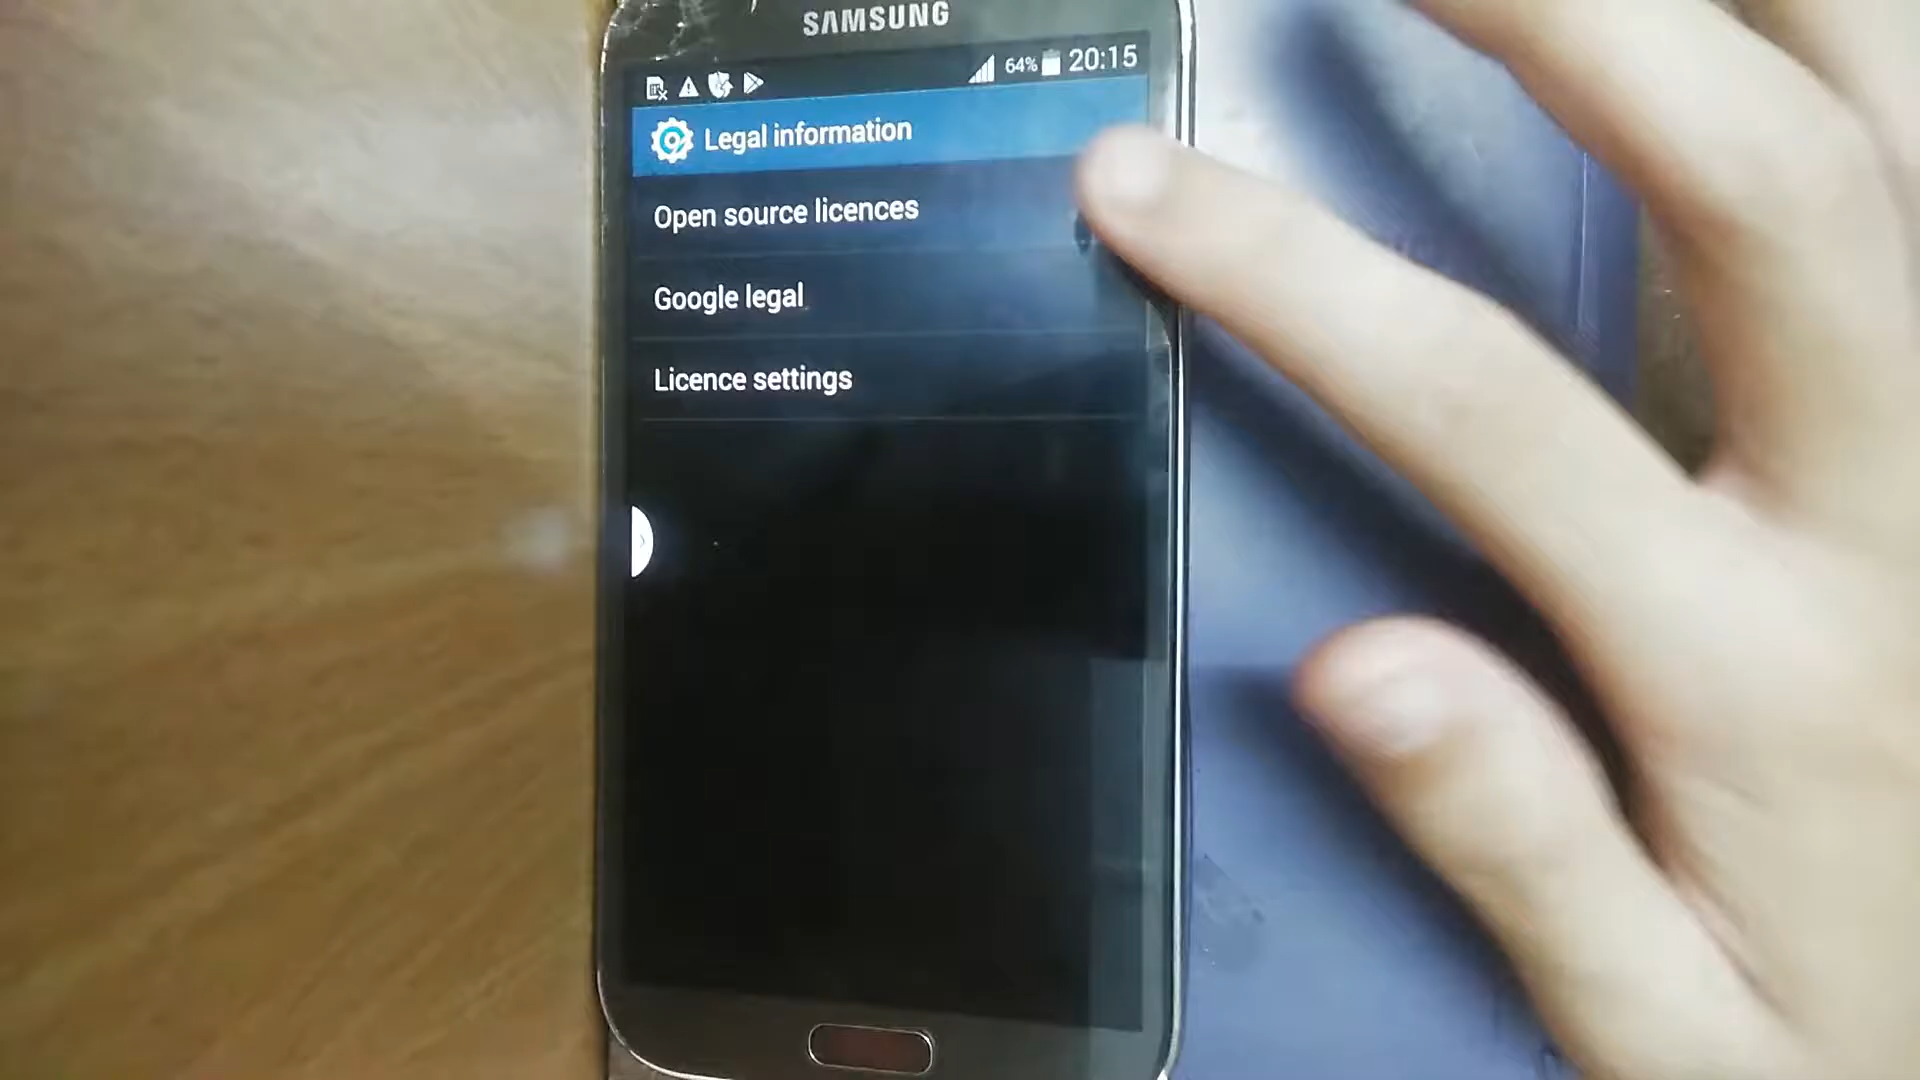 SAMSUNG
64% 20:15
Legal information
Open source licences
Google legal
Licence settings